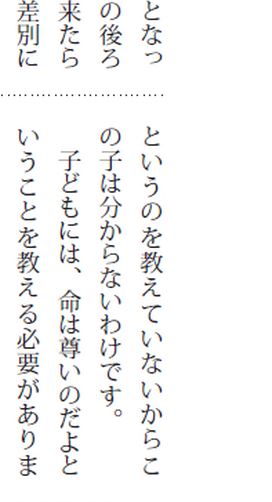 となっ
の後ろ
来たら
差別に
というのを教えていないからこ
の子は分からないわけです。
子どもには、命は尊いのだよと
いうことを教える必要がありま